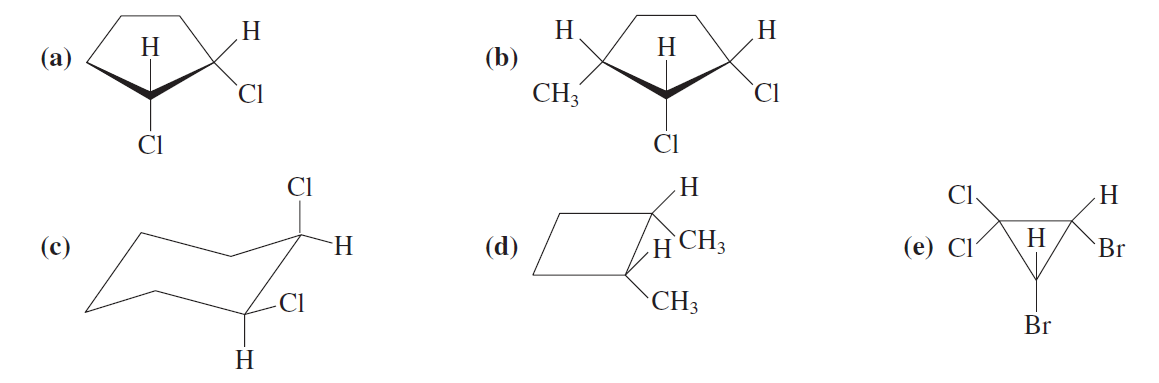 (a) H H Cl Cl
(b) H CH3 H H Cl Cl
(c) Cl H Cl H
(d) H CH3 H CH3
(e) Cl Cl H H Br Br